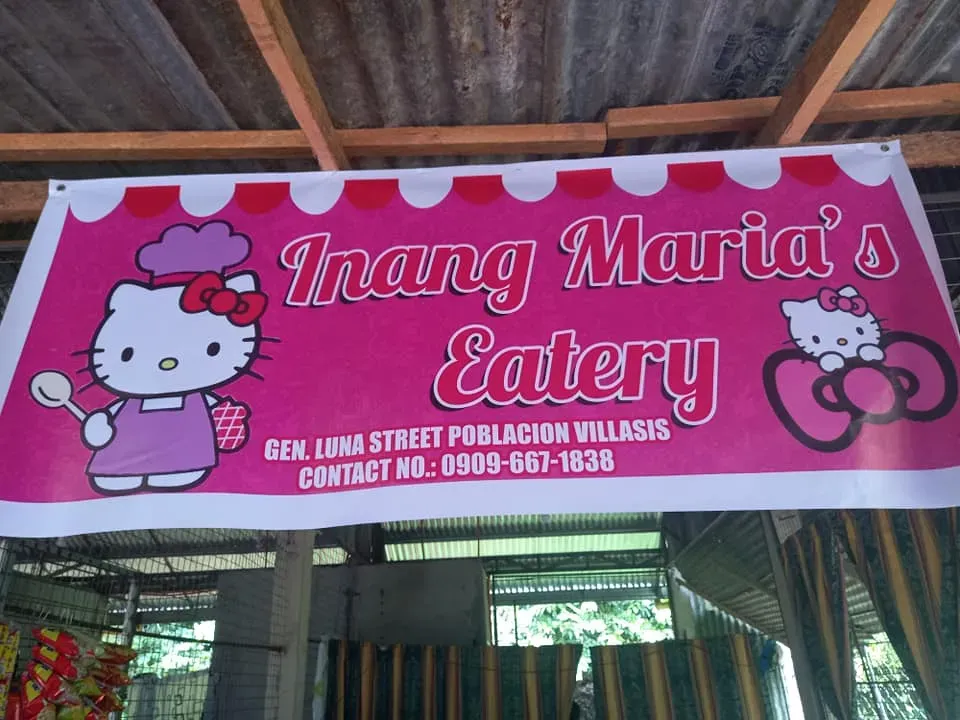 Inang Maria's
Eatery
GEN. LUNA STREET POBLACION VILLASIS
CONTACT NO.: 0909-667-1838